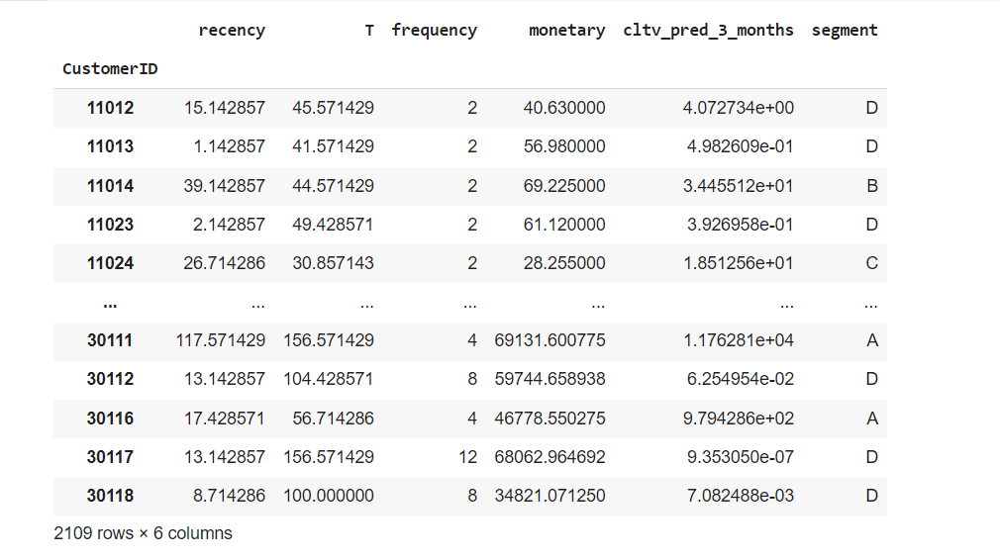 recency T frequency monetary cltv_pred_3_months segment
CustomerID
11012 15.142857 45.571429 2 40.630000 4.072734e+00 D
11013 1.142857 41.571429 2 56.980000 4.982609e-01 D
11014 39.142857 44.571429 2 69.225000 3.445512e+01 B
11023 2.142857 49.428571 2 61.120000 3.926958e-01 D
11024 26.714286 30.857143 2 28.255000 1.851256e+01 C
... ... ... ... ... ... ...
30111 117.571429 156.571429 4 69131.600775 1.176281e+04 A
30112 13.142857 104.428571 8 59744.658938 6.254954e-02 D
30116 17.428571 56.714286 4 46778.550275 9.794286e+02 A
30117 13.142857 156.571429 12 68062.964692 9.353050e-07 D
30118 8.714286 100.000000 8 34821.071250 7.082488e-03 D
2109 rows × 6 columns